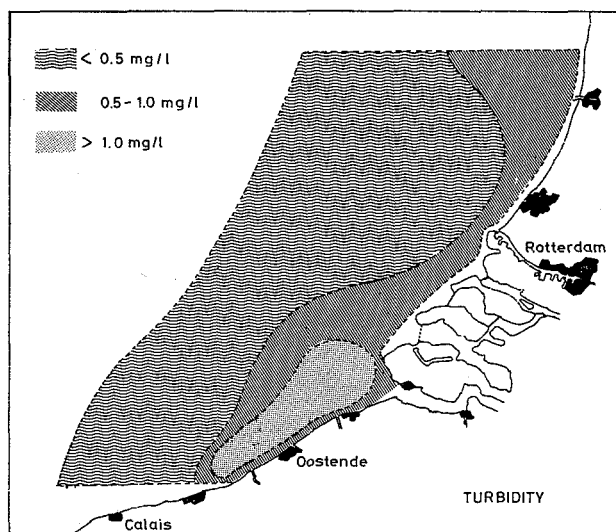 < 0.5 mg/l
0.5-1.0 mg/l
> 1.0 mg/l
Rotterdam
Oostende
Calais
TURBIDITY